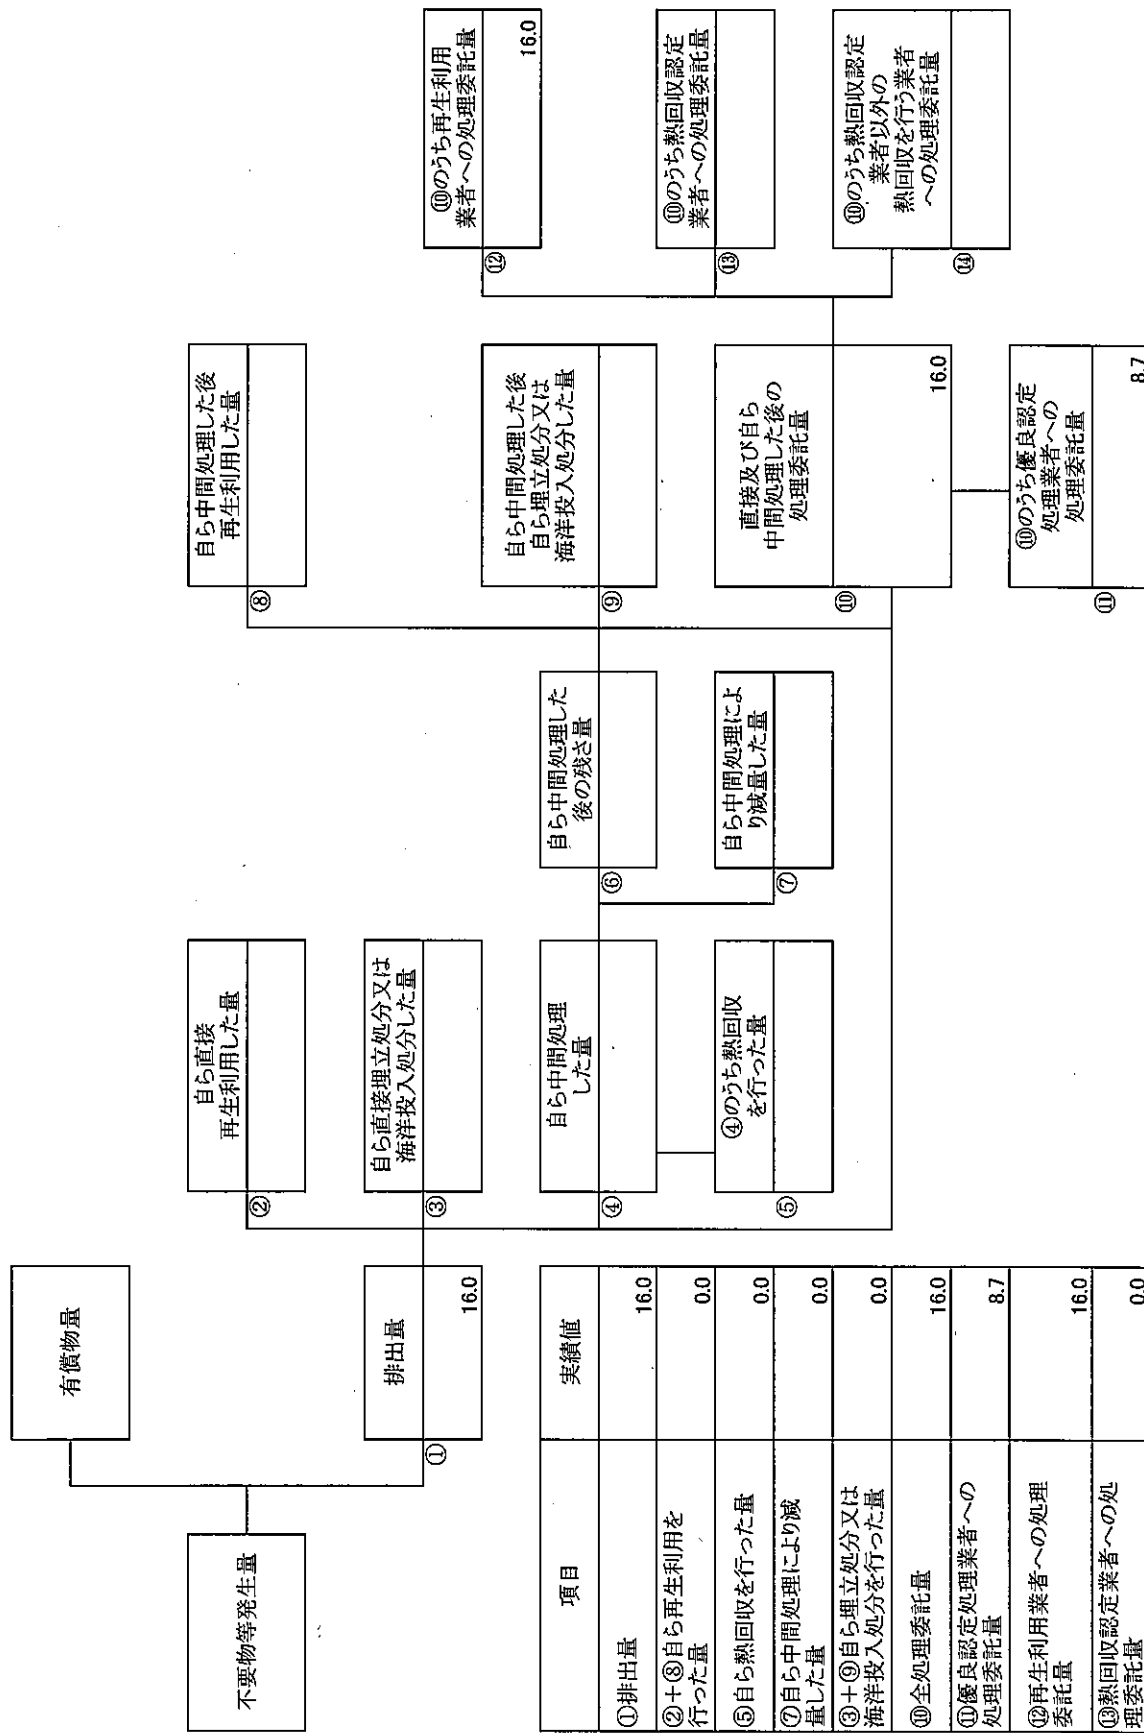 有償物量
不要物等発生量
①
排出量
16.0
②
自ら直接
再生利用した量
③
自ら直接埋立処分又は
海洋投入処分した量
④
自ら中間処理
した量
⑤
④のうち熱回収
を行った量
⑥
自ら中間処理した
後の残さ量
⑦
自ら中間処理によ
り減量した量
⑧
自ら中間処理した後
再生利用した量
⑨
自ら中間処理した後
自ら埋立処分又は
海洋投入処分した量
⑩
直接及び自ら
中間処理した後の
処理委託量
16.0
⑪
⑩のうち優良認定
処理業者への
処理委託量
8.7
⑫
⑩のうち再生利用
業者への処理委託量
16.0
⑬
⑩のうち熱回収認定
業者への処理委託量
⑭
⑩のうち熱回収認定
業者以外の
熱回収を行う業者
への処理委託量
項目 実績値
①排出量 16.0
②+⑧自ら再生利用を
行った量 0.0
⑤自ら熱回収を行った量 0.0
⑦自ら中間処理により減
量した量 0.0
③+⑨自ら埋立処分又は
海洋投入処分を行った量 0.0
⑩全処理委託量 16.0
⑪優良認定処理業者への
処理委託量 8.7
⑫再生利用業者への処理
委託量 16.0
⑬熱回収認定業者への処
理委託量 0.0